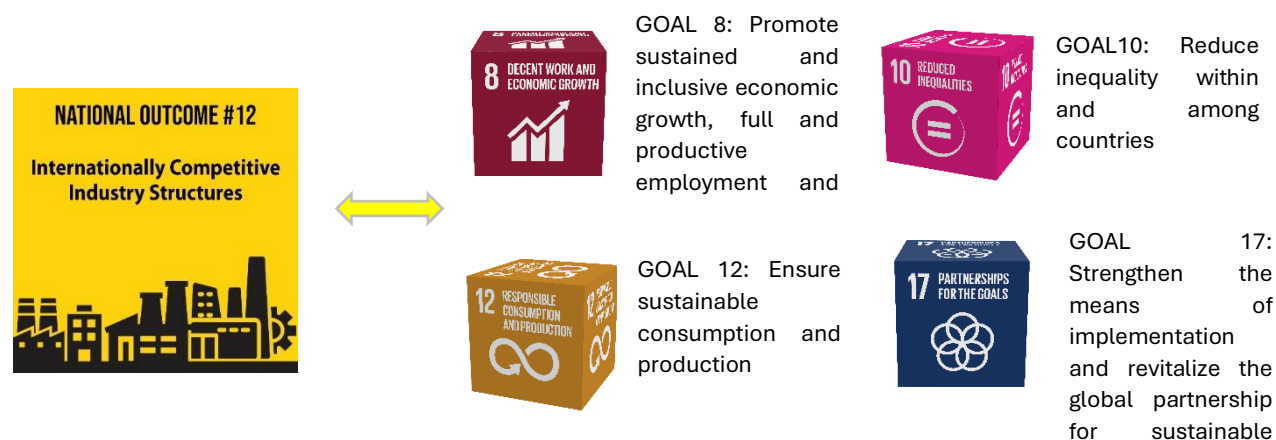 NATIONAL OUTCOME #12
Internationally Competitive
Industry Structures
8 DECENT WORK AND
ECONOMIC GROWTH
GOAL 8: Promote
sustained and
inclusive economic
growth, full and
productive
employment and
10 REDUCED
INEQUALITIES
GOAL10: Reduce
inequality within
and among
countries
12 RESPONSIBLE
CONSUMPTION
AND PRODUCTION
GOAL 12: Ensure
sustainable
consumption and
production
17 PARTNERSHIPS
FOR THE GOALS
GOAL 17:
Strengthen the
means of
implementation
and revitalize the
global partnership
for sustainable